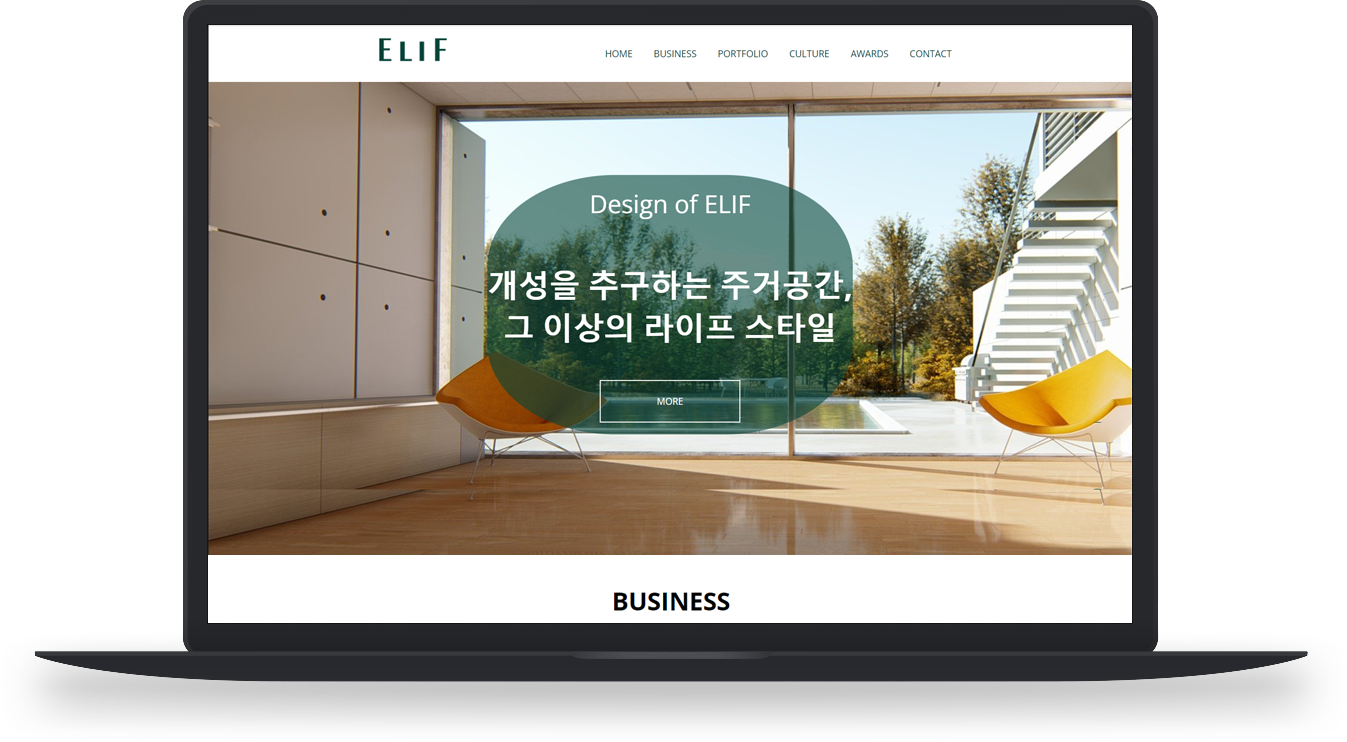 ELIF
HOME BUSINESS PORTFOLIO CULTURE AWARDS CONTACT
Design of ELIF
개성을 추구하는 주거공간,
그 이상의 라이프 스타일
MORE
BUSINESS